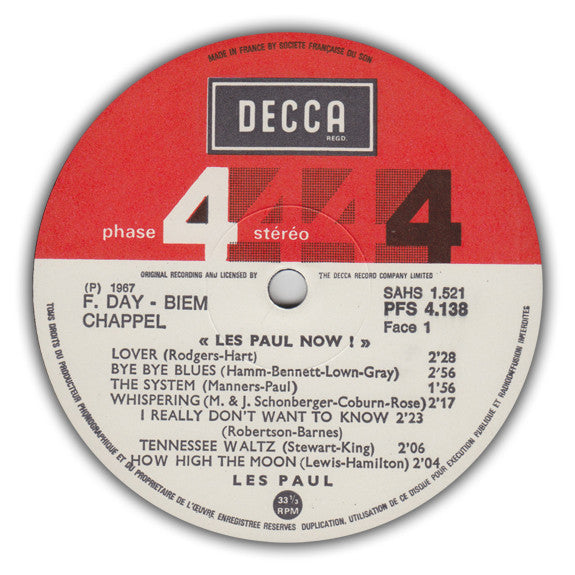 MADE IN FRANCE BY SOCIETE FRANÇAISE DU SON
DECCA
REGD.
phase 4 stéréo 4
ORIGINAL RECORDING AND LICENSED BY THE DECCA RECORD COMPANY LIMITED
(P) 1967
F. DAY - BIEM
CHAPPEL
SAHS 1.521
PFS 4.138
Face 1
« LES PAUL NOW ! »
LOVER (Rodgers-Hart) 2'28
BYE BYE BLUES (Hamm-Bennett-Lown-Gray) 2'56
THE SYSTEM (Manners-Paul) 1'56
WHISPERING (M. & J. Schonberger-Coburn-Rose) 2'17
I REALLY DON'T WANT TO KNOW 2'23
(Robertson-Barnes)
TENNESSEE WALTZ (Stewart-King) 2'06
HOW HIGH THE MOON (Lewis-Hamilton) 2'04
LES PAUL
33 1/3
RPM
TOUS DROITS DU PRODUCTEUR PHONOGRAPHIQUE ET DU PROPRIETAIRE DE L'ŒUVRE ENREGISTREE RESERVES DUPLICATION, UTILISATION DE CE DISQUE POUR EXECUTION PUBLIQUE ET RADIODIFFUSION INTERDITES